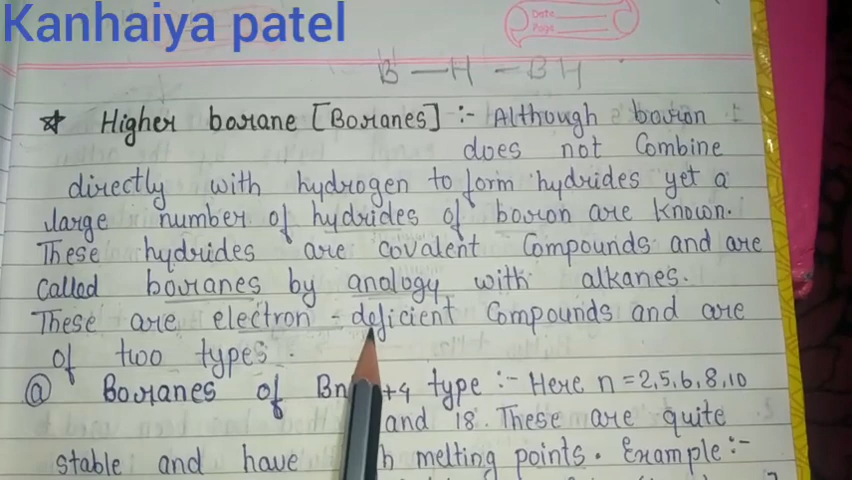 Kanhaiya patel
Date
Page
B — H — BH
☆ Higher borane [Boranes] :- Although boron
does not Combine
directly with hydrogen to form hydrides yet a
large number of hydrides of boron are known.
These hydrides are covalent Compounds and are
Called boranes by analogy with alkanes.
These are electron - deficient Compounds and are
of two types.
ⓐ Boranes of Bn +4 type :- Here n = 2,5,6,8,10
and 18. These are quite
stable and have h melting points. Example :-